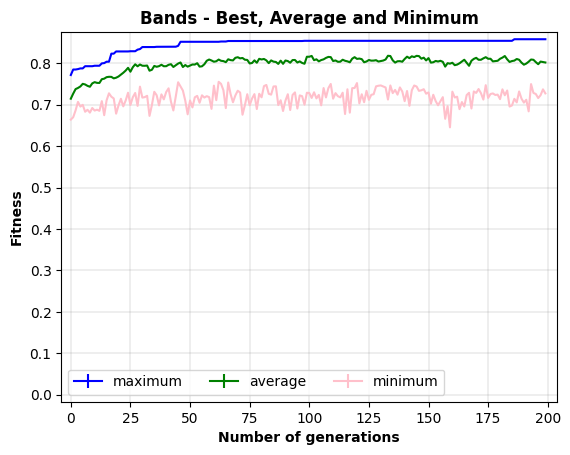 Bands - Best, Average and Minimum
Fitness
0.8
0.7
0.6
0.5
0.4
0.3
0.2
0.1
0.0
maximum average minimum
0 25 50 75 100 125 150 175 200
Number of generations